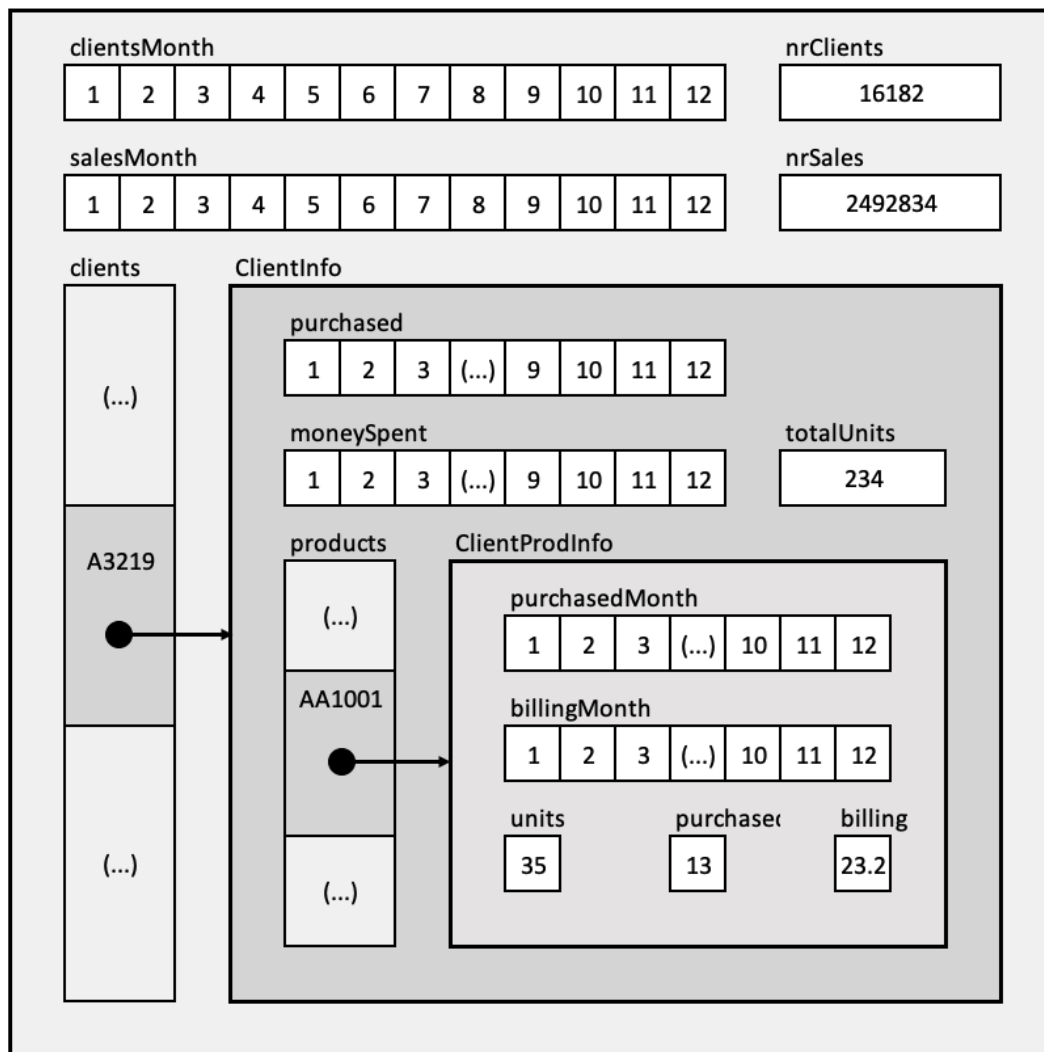 clientsMonth nrClients
1 2 3 4 5 6 7 8 9 10 11 12 16182
salesMonth nrSales
1 2 3 4 5 6 7 8 9 10 11 12 2492834
clients ClientInfo
purchased
1 2 3 (...) 9 10 11 12
(...)
moneySpent totalUnits
1 2 3 (...) 9 10 11 12 234
products ClientProdInfo
A3219
purchasedMonth
(...) 1 2 3 (...) 10 11 12
AA1001 billingMonth
1 2 3 (...) 10 11 12
units purchased billing
(...) 35 13 23.2
(...)